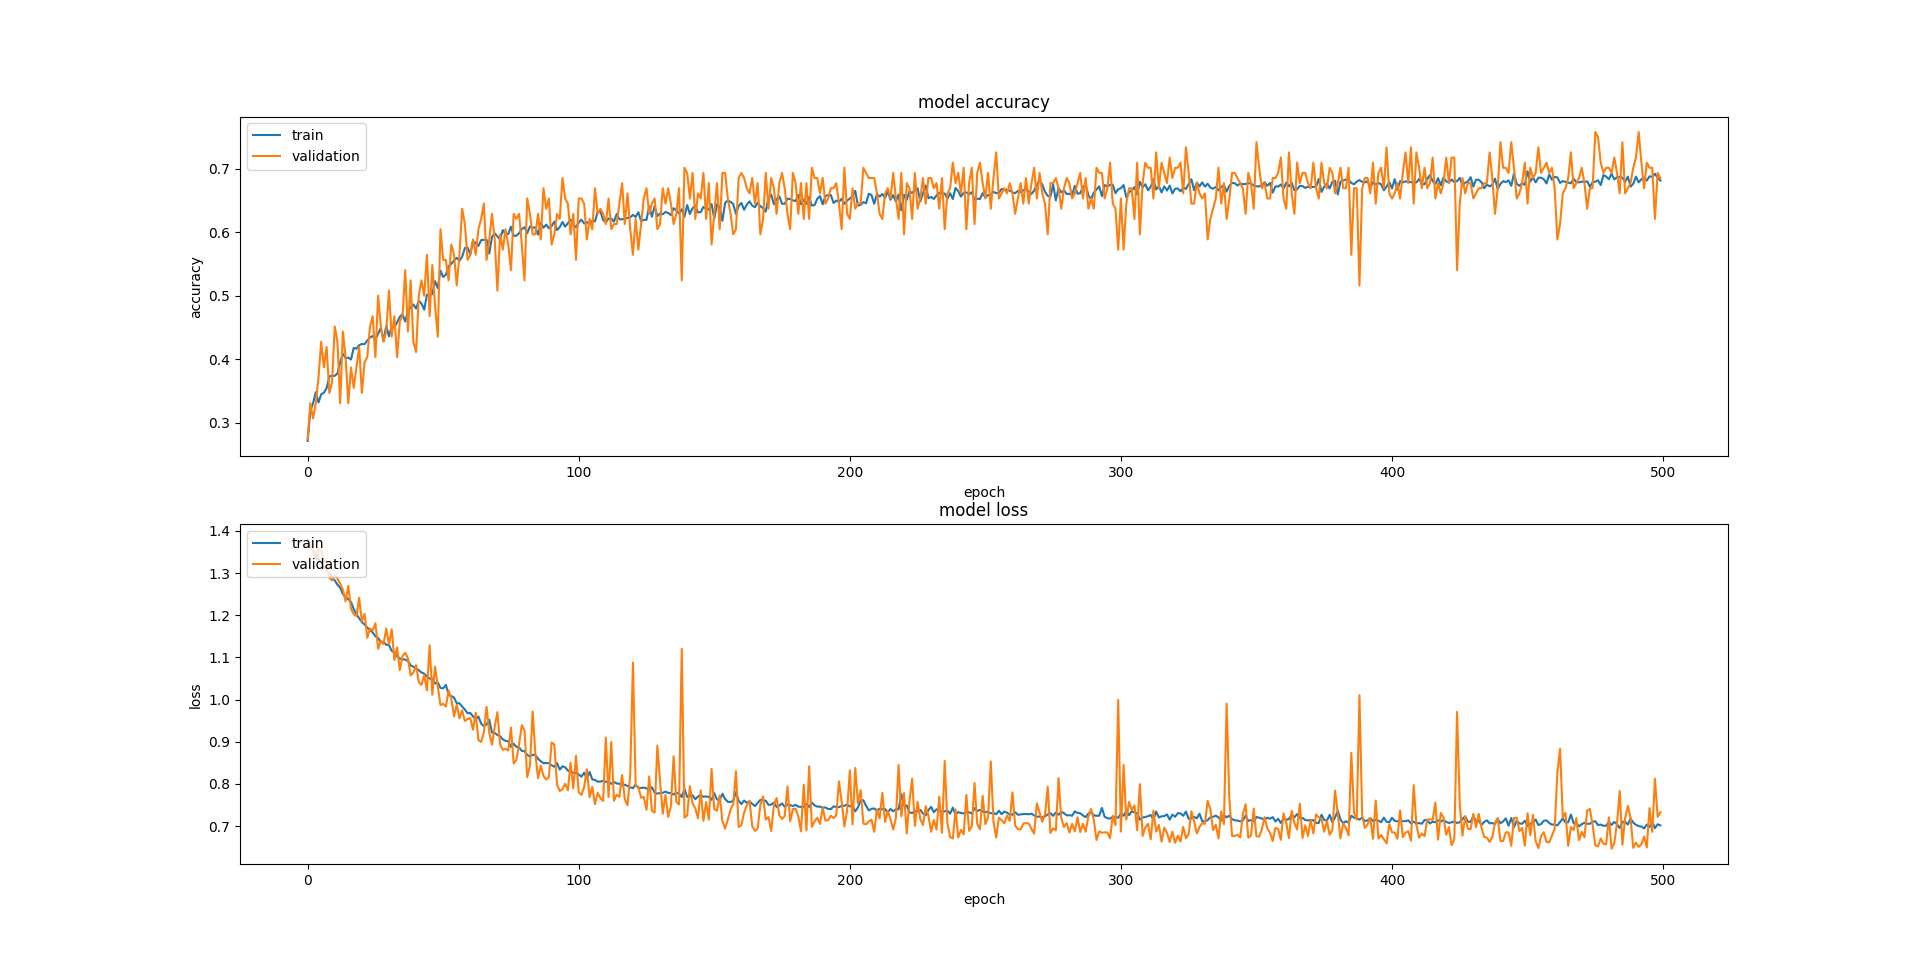 model accuracy
train
validation
0.7
0.6
0.5
0.4
0.3
accuracy
0 100 200 300 400 500
epoch
model loss
train
validation
1.4
1.3
1.2
1.1
1.0
0.9
0.8
0.7
loss
0 100 200 300 400 500
epoch